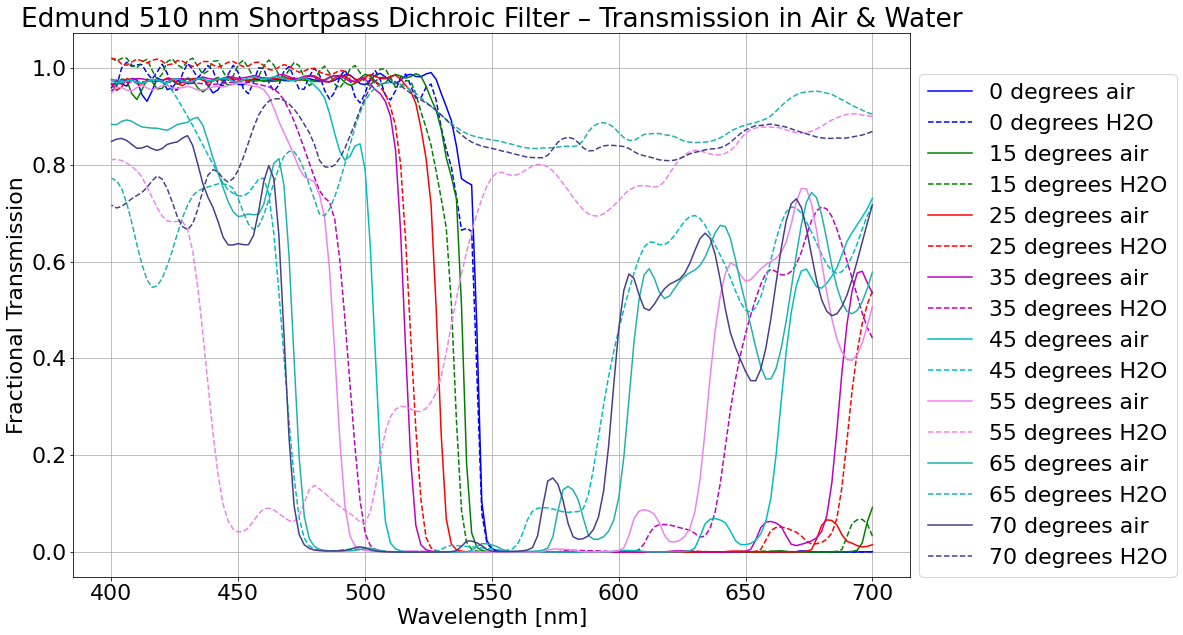 Edmund 510 nm Shortpass Dichroic Filter – Transmission in Air & Water
Fractional Transmission
1.0
0.8
0.6
0.4
0.2
0.0
400 450 500 550 600 650 700
Wavelength [nm]
0 degrees air
0 degrees H2O
15 degrees air
15 degrees H2O
25 degrees air
25 degrees H2O
35 degrees air
35 degrees H2O
45 degrees air
45 degrees H2O
55 degrees air
55 degrees H2O
65 degrees air
65 degrees H2O
70 degrees air
70 degrees H2O